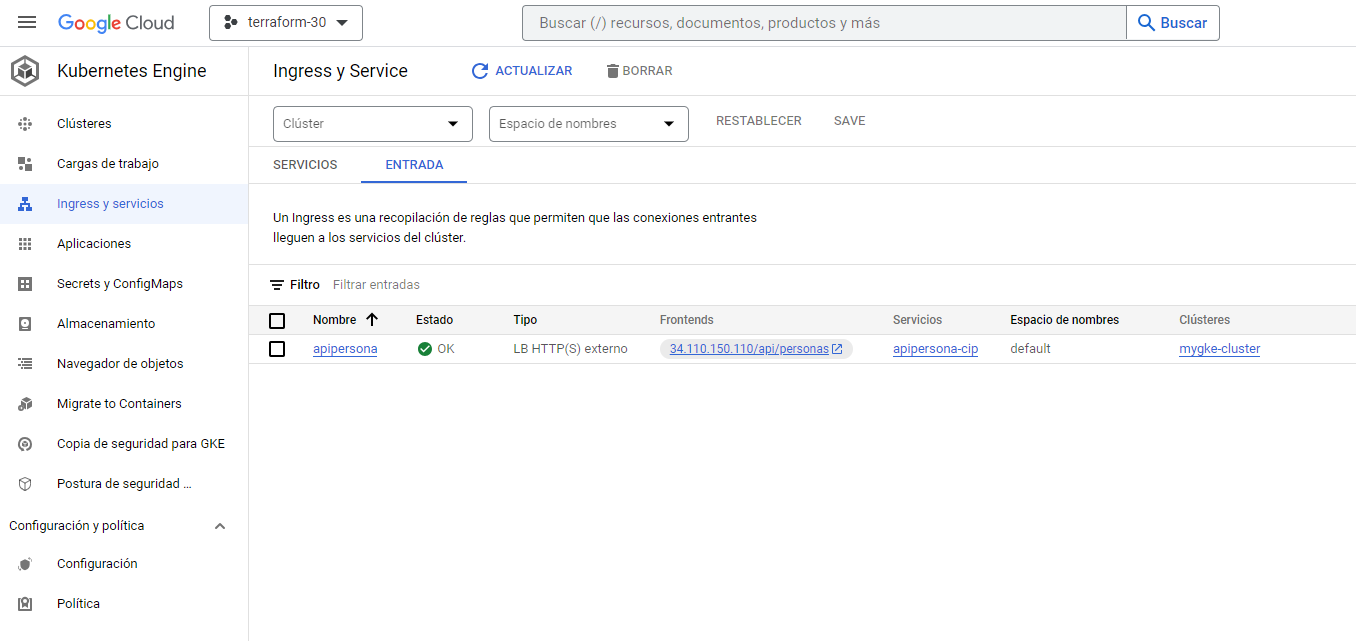 Google Cloud
terraform-30
Buscar (/) recursos, documentos, productos y más
Buscar
Kubernetes Engine
Ingress y Service
ACTUALIZAR
BORRAR
Clústeres
Cargas de trabajo
Ingress y servicios
Aplicaciones
Secrets y ConfigMaps
Almacenamiento
Navegador de objetos
Migrate to Containers
Copia de seguridad para GKE
Postura de seguridad ...
Configuración y política
Configuración
Política
Clúster
Espacio de nombres
RESTABLECER
SAVE
SERVICIOS
ENTRADA
Un Ingress es una recopilación de reglas que permiten que las conexiones entrantes
lleguen a los servicios del clúster.
Filtro Filtrar entradas
Nombre Estado Tipo Frontends Servicios Espacio de nombres Clústeres
apipersona OK LB HTTP(S) externo 34.110.150.110/api/personas apipersona-cip default mygke-cluster